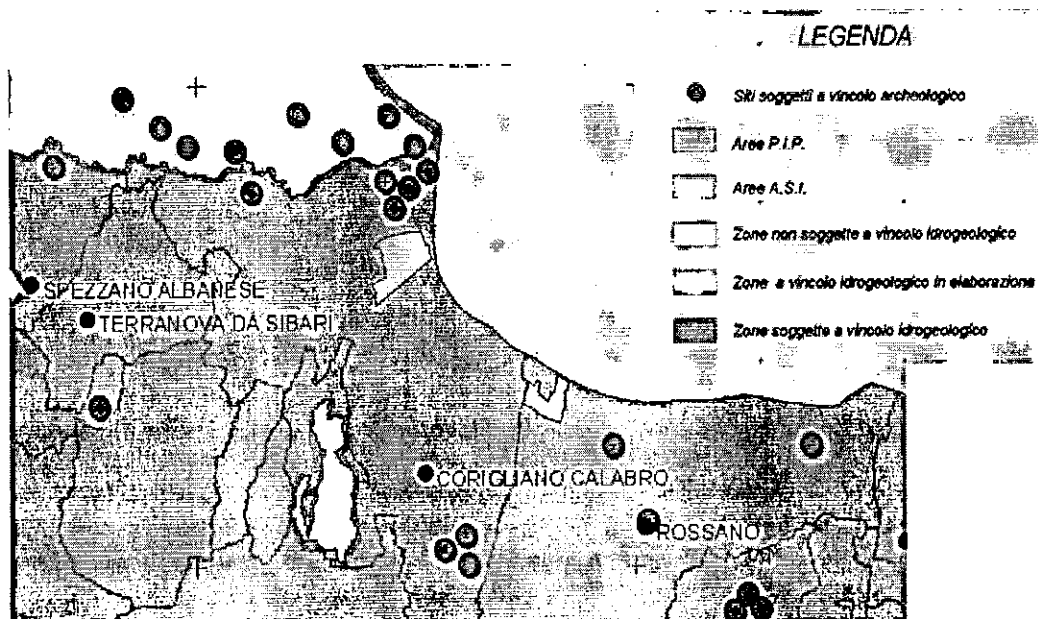 LEGENDA
Siti soggetti a vincolo archeologico
Aree P.I.P.
Aree A.S.I.
Zone non soggette a vincolo idrogeologico
Zone a vincolo idrogeologico in elaborazione
Zone soggette a vincolo idrogeologico
SPEZZANO ALBANESE
TERRANOVA DA SIBARI
CORIGLIANO CALABRO
ROSSANO